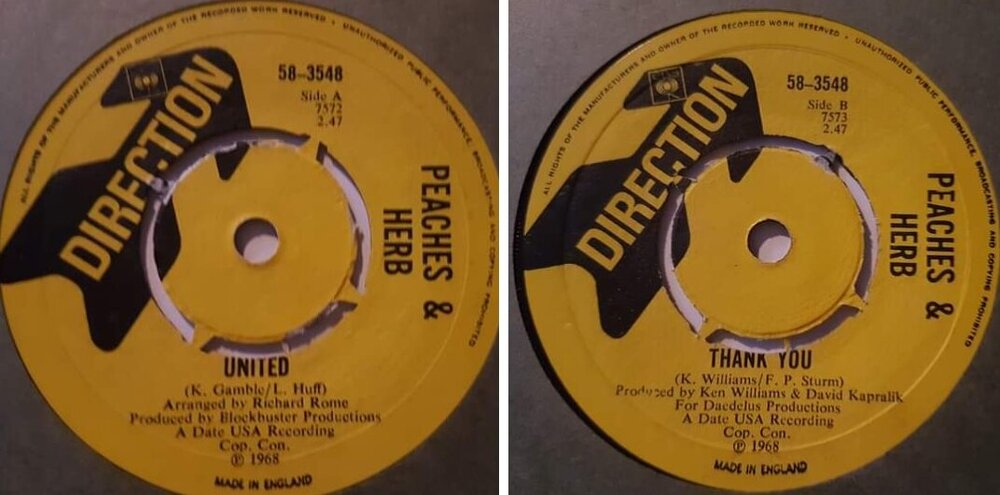 ALL RIGHTS OF THE MANUFACTURERS AND OWNER OF THE RECORDED WORK RESERVED • UNAUTHORIZED PUBLIC PERFORMANCE, BROADCASTING AND COPYING PROHIBITED
DIRECTION
58-3548
Side A
7572
2.47
PEACHES &
HERB
UNITED
(K. Gamble/L. Huff)
Arranged by Richard Rome
Produced by Blockbuster Productions
A Date USA Recording
Cop. Con.
℗ 1968
MADE IN ENGLAND
ALL RIGHTS OF THE MANUFACTURERS AND OWNER OF THE RECORDED WORK RESERVED • UNAUTHORIZED PUBLIC PERFORMANCE, BROADCASTING AND COPYING PROHIBITED
DIRECTION
58-3548
Side B
7573
2.47
PEACHES &
HERB
THANK YOU
(K. Williams/F. P. Sturm)
Produced by Ken Williams & David Kapralik
For Daedelus Productions
A Date USA Recording
Cop. Con.
℗ 1968
MADE IN ENGLAND